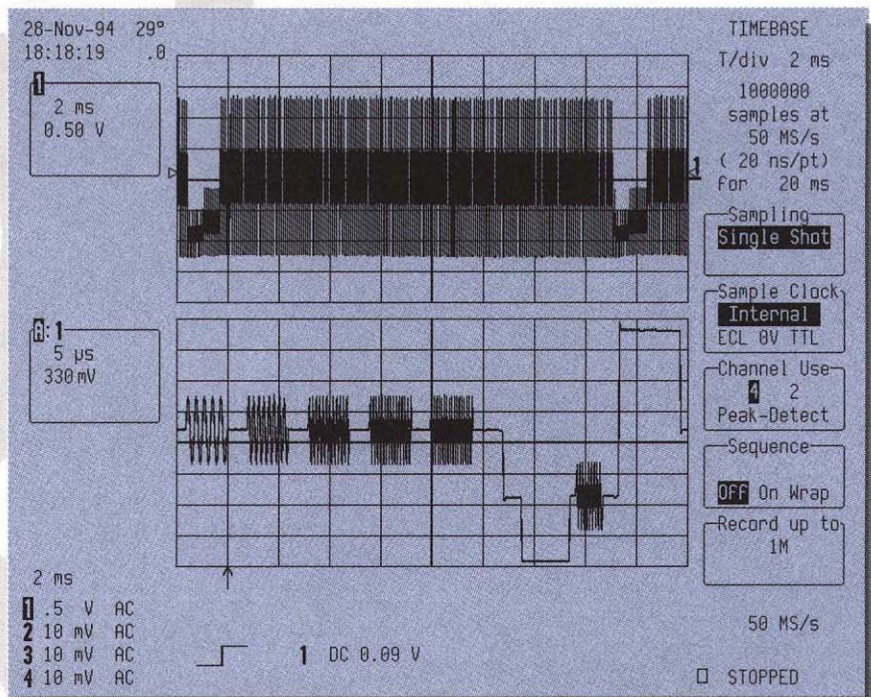 28-Nov-94 29°
18:18:19 .0
1
2 ms
0.50 V
1
A:1
5 µs
330mV
2 ms
1 .5 V AC
2 10 mV AC
3 10 mV AC
4 10 mV AC
1 DC 0.09 V
TIMEBASE
T/div 2 ms
1000000
samples at
50 MS/s
( 20 ns/pt)
for 20 ms
Sampling
Single Shot
Sample Clock
Internal
ECL 0V TTL
Channel Use
4 2
Peak-Detect
Sequence
Off On Wrap
Record up to
1M
50 MS/s
STOPPED